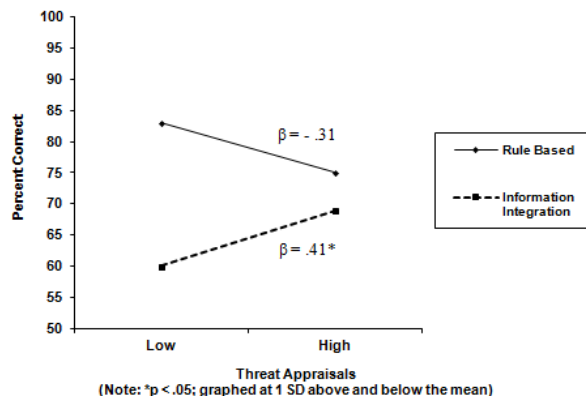 100
95
90
85
80
75
70
65
60
55
50
Percent Correct
β = - .31
β = .41*
Rule Based
Information
Integration
Low
High
Threat Appraisals
(Note: *p < .05; graphed at 1 SD above and below the mean)